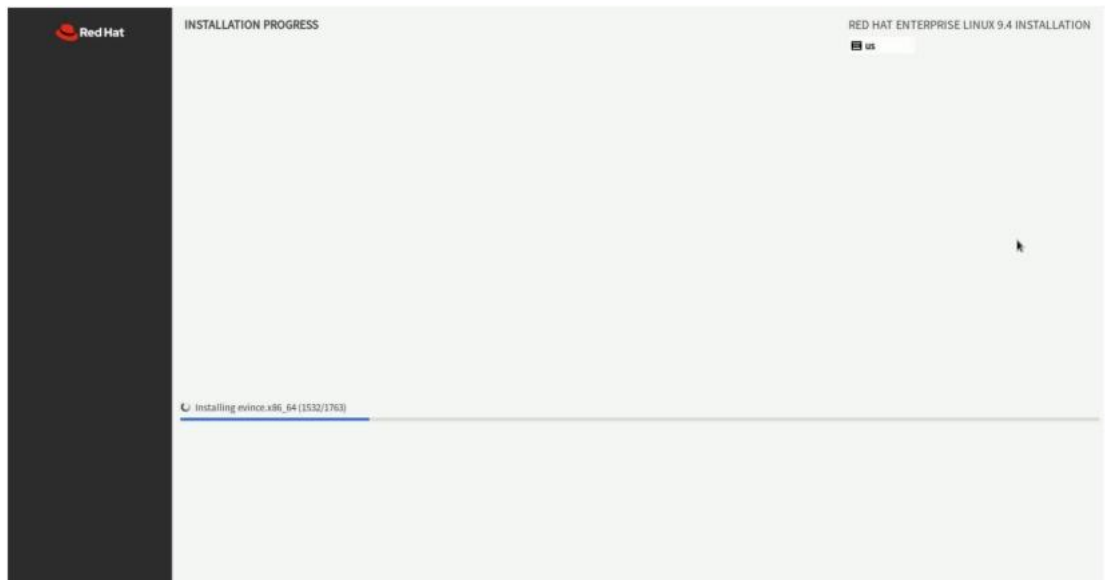 Red Hat
INSTALLATION PROGRESS
RED HAT ENTERPRISE LINUX 9.4 INSTALLATION
us
Installing evince.x86_64 (1532/1763)